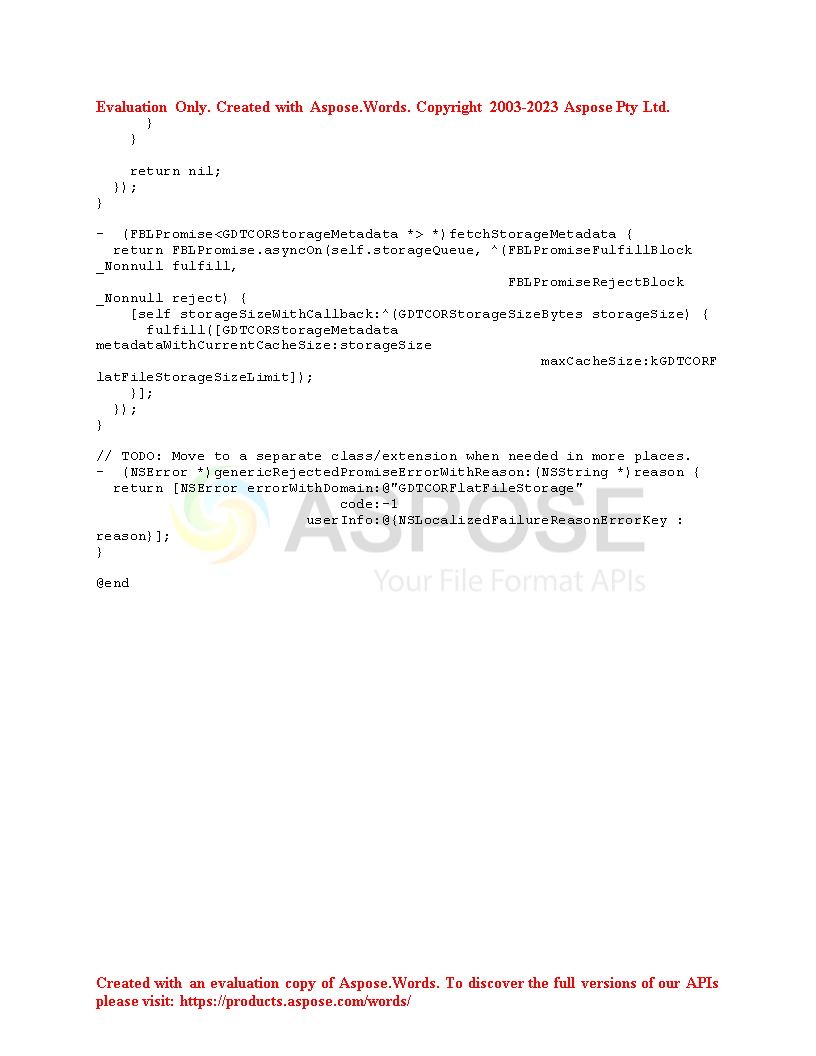 Evaluation Only. Created with Aspose.Words. Copyright 2003-2023 Aspose Pty Ltd.
      }
    }

    return nil;
  });
}

-  (FBLPromise<GDTCORStorageMetadata *> *)fetchStorageMetadata {
  return FBLPromise.asyncOn(self.storageQueue, ^(FBLPromiseFulfillBlock
_Nonnull fulfill,
                                                 FBLPromiseRejectBlock
_Nonnull reject) {
    [self storageSizeWithCallback:^(GDTCORStorageSizeBytes storageSize) {
      fulfill([GDTCORStorageMetadata
metadataWithCurrentCacheSize:storageSize
                                                     maxCacheSize:kGDTCORF
latFileStorageSizeLimit]);
    }];
  });
}

// TODO: Move to a separate class/extension when needed in more places.
-  (NSError *)genericRejectedPromiseErrorWithReason:(NSString *)reason {
  return [NSError errorWithDomain:@"GDTCORFlatFileStorage"
                             code:-1
                         userInfo:@{NSLocalizedFailureReasonErrorKey :
reason}];
}

@end
ASPOSE
Your File Format APIs
Created with an evaluation copy of Aspose.Words. To discover the full versions of our APIs
please visit: https://products.aspose.com/words/